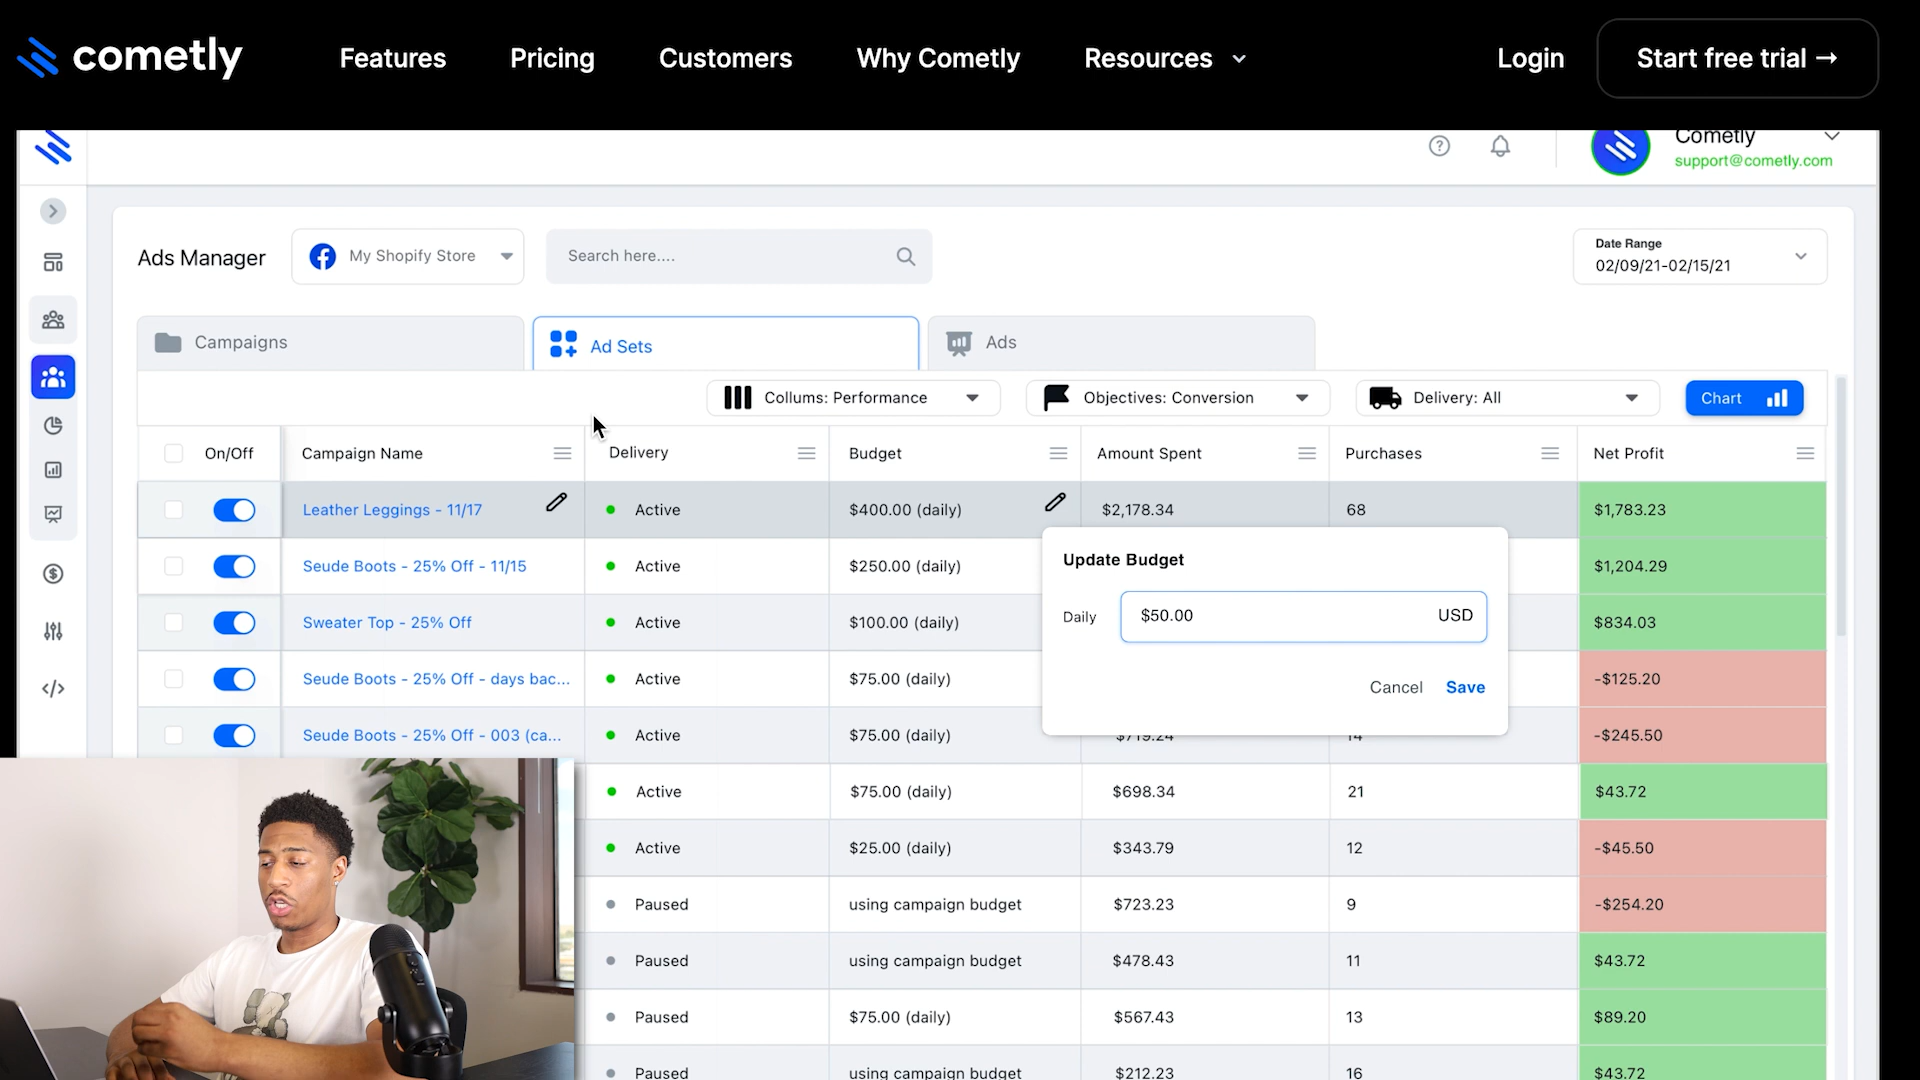 cometly Features Pricing Customers Why Cometly Resources Login Start free trial →
Cometly
support@cometly.com
Ads Manager My Shopify Store Search here.... Date Range
02/09/21-02/15/21
Campaigns Ad Sets Ads
Collums: Performance Objectives: Conversion Delivery: All Chart
On/Off Campaign Name Delivery Budget Amount Spent Purchases Net Profit
Leather Leggings - 11/17 Active $400.00 (daily) $2,178.34 68 $1,783.23
Seude Boots - 25% Off - 11/15 Active $250.00 (daily) $1,204.29
Sweater Top - 25% Off Active $100.00 (daily) $834.03
Seude Boots - 25% Off - days bac... Active $75.00 (daily) -$125.20
Seude Boots - 25% Off - 003 (ca... Active $75.00 (daily) $719.24 14 -$245.50
Update Budget
Daily $50.00 USD
Cancel Save
Active $75.00 (daily) $698.34 21 $43.72
Active $25.00 (daily) $343.79 12 -$45.50
Paused using campaign budget $723.23 9 -$254.20
Paused using campaign budget $478.43 11 $43.72
Paused $75.00 (daily) $567.43 13 $89.20
Paused using campaign budget $212.23 16 $43.72